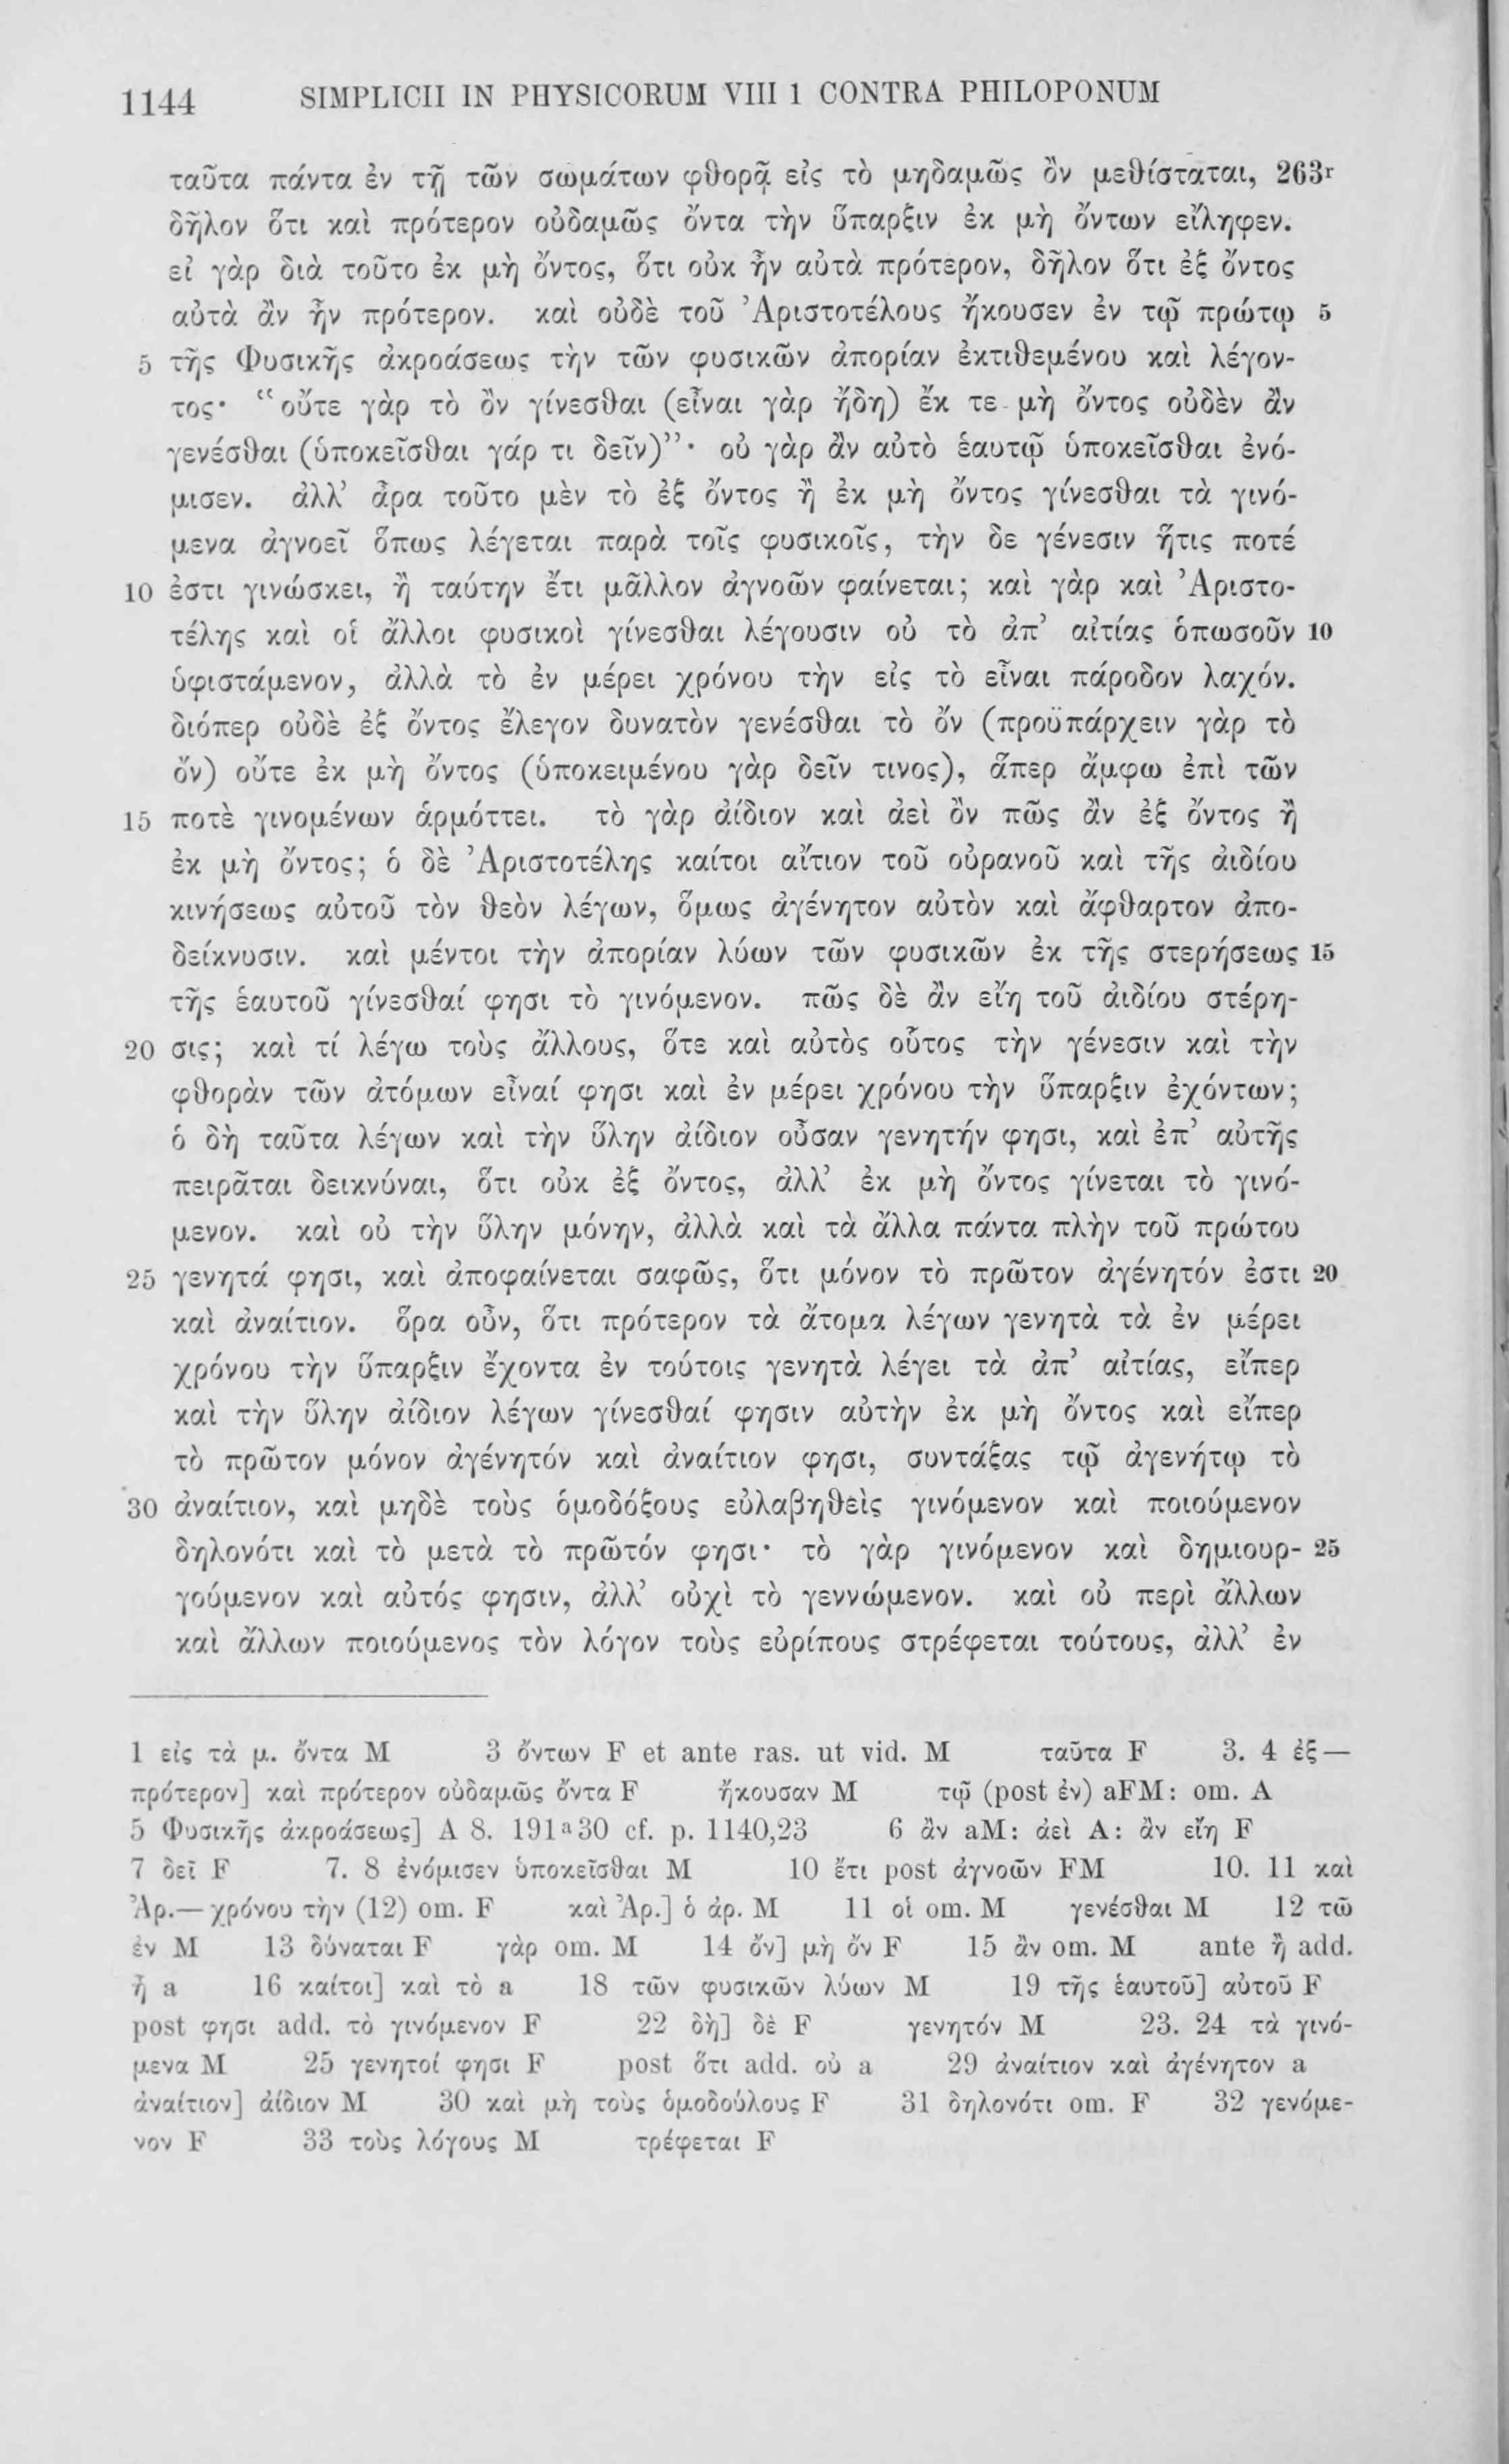 1144 SIMPLICII IN PHYSICORUM VIII 1 CONTRA PHILOPONUM
ταῦτα πάντα ἐν τῇ τῶν σωμάτων φθορᾷ εἰς τὸ μηδαμῶς ὂν μεθίσταται, 263r
δῆλον ὅτι καὶ πρότερον οὐδαμῶς ὄντα τὴν ὕπαρξιν ἐκ μὴ ὄντων εἴληφεν.
εἰ γὰρ διὰ τοῦτο ἐκ μὴ ὄντος, ὅτι οὐκ ἦν αὐτὰ πρότερον, δῆλον ὅτι ἐξ ὄντος
αὐτὰ ἂν ἦν πρότερον. καὶ οὐδὲ τοῦ Ἀριστοτέλους ἤκουσεν ἐν τῷ πρώτῳ 5
5 τῆς Φυσικῆς ἀκροάσεως τὴν τῶν φυσικῶν ἀπορίαν ἐκτιθεμένου καὶ λέγον-
τος· “οὔτε γὰρ τὸ ὂν γίνεσθαι (εἶναι γὰρ ἤδη) ἔκ τε μὴ ὄντος οὐδὲν ἂν
γενέσθαι (ὑποκεῖσθαι γάρ τι δεῖν)”· οὐ γὰρ ἂν αὐτὸ ἑαυτῷ ὑποκεῖσθαι ἐνό-
μισεν. ἀλλ’ ἆρα τοῦτο μὲν τὸ ἐξ ὄντος ἢ ἐκ μὴ ὄντος γίνεσθαι τὰ γινό-
μενα ἀγνοεῖ ὅπως λέγεται παρὰ τοῖς φυσικοῖς, τὴν δε γένεσιν ἥτις ποτέ
10 ἐστι γινώσκει, ἢ ταύτην ἔτι μᾶλλον ἀγνοῶν φαίνεται; καὶ γὰρ καὶ Ἀριστο-
τέλης καὶ οἱ ἄλλοι φυσικοὶ γίνεσθαι λέγουσιν οὐ τὸ ἀπ’ αἰτίας ὁπωσοῦν 10
ὑφιστάμενον, ἀλλὰ τὸ ἐν μέρει χρόνου τὴν εἰς τὸ εἶναι πάροδον λαχόν.
διόπερ οὐδὲ ἐξ ὄντος ἔλεγον δυνατὸν γενέσθαι τὸ ὄν (προϋπάρχειν γὰρ τὸ
ὄν) οὔτε ἐκ μὴ ὄντος (ὑποκειμένου γὰρ δεῖν τινος), ἅπερ ἄμφω ἐπὶ τῶν
15 ποτὲ γινομένων ἁρμόττει. τὸ γὰρ ἀίδιον καὶ ἀεὶ ὂν πῶς ἂν ἐξ ὄντος ἢ
ἐκ μὴ ὄντος; ὁ δὲ Ἀριστοτέλης καίτοι αἴτιον τοῦ οὐρανοῦ καὶ τῆς ἀιδίου
κινήσεως αὐτοῦ τὸν θεὸν λέγων, ὅμως ἀγένητον αὐτὸν καὶ ἄφθαρτον ἀπο-
δείκνυσιν. καὶ μέντοι τὴν ἀπορίαν λύων τῶν φυσικῶν ἐκ τῆς στερήσεως 15
τῆς ἑαυτοῦ γίνεσθαί φησι τὸ γινόμενον. πῶς δὲ ἂν εἴη τοῦ ἀιδίου στέρη-
20 σις; καὶ τί λέγω τοὺς ἄλλους, ὅτε καὶ αὐτὸς οὗτος τὴν γένεσιν καὶ τὴν
φθορὰν τῶν ἀτόμων εἶναί φησι καὶ ἐν μέρει χρόνου τὴν ὕπαρξιν ἐχόντων;
ὁ δὴ ταῦτα λέγων καὶ τὴν ὕλην ἀίδιον οὖσαν γενητήν φησι, καὶ ἐπ’ αὐτῆς
πειρᾶται δεικνύναι, ὅτι οὐκ ἐξ ὄντος, ἀλλ’ ἐκ μὴ ὄντος γίνεται τὸ γινό-
μενον. καὶ οὐ τὴν ὕλην μόνην, ἀλλὰ καὶ τὰ ἄλλα πάντα πλὴν τοῦ πρώτου
25 γενητά φησι, καὶ ἀποφαίνεται σαφῶς, ὅτι μόνον τὸ πρῶτον ἀγένητόν ἐστι 20
καὶ ἀναίτιον. ὅρα οὖν, ὅτι πρότερον τὰ ἄτομα λέγων γενητὰ τὰ ἐν μέρει
χρόνου τὴν ὕπαρξιν ἔχοντα ἐν τούτοις γενητὰ λέγει τὰ ἀπ’ αἰτίας, εἴπερ
καὶ τὴν ὕλην ἀίδιον λέγων γίνεσθαί φησιν αὐτὴν ἐκ μὴ ὄντος καὶ εἴπερ
τὸ πρῶτον μόνον ἀγένητόν καὶ ἀναίτιον φησι, συντάξας τῷ ἀγενήτῳ τὸ
30 ἀναίτιον, καὶ μηδὲ τοὺς ὁμοδόξους εὐλαβηθεὶς γινόμενον καὶ ποιούμενον
δηλονότι καὶ τὸ μετὰ τὸ πρῶτόν φησι· τὸ γὰρ γινόμενον καὶ δημιουρ- 25
γούμενον καὶ αὐτός φησιν, ἀλλ’ οὐχὶ τὸ γεννώμενον. καὶ οὐ περὶ ἄλλων
καὶ ἄλλων ποιούμενος τὸν λόγον τοὺς εὐρίπους στρέφεται τούτους, ἀλλ’ ἐν
1 εἰς τὰ μ. ὄντα M 3 ὄντων F et ante ras. ut vid. M ταῦτα F 3. 4 ἐξ —
πρότερον] καὶ πρότερον οὐδαμῶς ὄντα F ἤκουσαν M τῷ (post ἐν) aFM: om. A
5 Φυσικῆς ἀκροάσεως] A 8. 191a30 cf. p. 1140,23 6 ἂν aM: ἀεὶ A: ἂν εἴη F
7 δεῖ F 7. 8 ἐνόμισεν ὑποκεῖσθαι M 10 ἔτι post ἀγνοῶν FM 10. 11 καὶ
Ἀρ.— χρόνου τὴν (12) om. F καὶ Ἀρ.] ὁ ἀρ. M 11 οἱ om. M γενέσθαι M 12 τῶ
ἐν M 13 δύναται F γὰρ om. M 14 ὄν] μὴ ὄν F 15 ἂν om. M ante ἢ add.
ἦ a 16 καίτοι] καὶ τὸ a 18 τῶν φυσικῶν λύων M 19 τῆς ἑαυτοῦ] αὐτοῦ F
post φησι add. τὸ γινόμενον F 22 δὴ] δὲ F γενητόν M 23. 24 τὰ γινό-
μενα M 25 γενητοί φησι F post ὅτι add. οὐ a 29 ἀναίτιον καὶ ἀγένητον a
ἀναίτιον] ἀίδιον M 30 καὶ μὴ τοὺς ὁμοδούλους F 31 δηλονότι om. F 32 γενόμε-
νον F 33 τοὺς λόγους M τρέφεται F